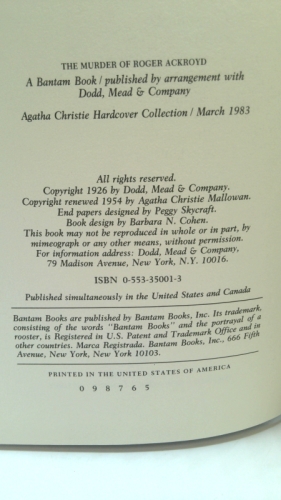 THE MURDER OF ROGER ACKROYD
A Bantam Book / published by arrangement with
Dodd, Mead & Company
Agatha Christie Hardcover Collection / March 1983
All rights reserved.
Copyright 1926 by Dodd, Mead & Company.
Copyright renewed 1954 by Agatha Christie Mallowan.
End papers designed by Peggy Skycraft.
Book design by Barbara N. Cohen.
This book may not be reproduced in whole or in part, by
mimeograph or any other means, without permission.
For information address: Dodd, Mead & Company,
79 Madison Avenue, New York, N.Y. 10016.
ISBN 0-553-35001-3
Published simultaneously in the United States and Canada
Bantam Books are published by Bantam Books, Inc. Its trademark,
consisting of the words "Bantam Books" and the portrayal of a
rooster, is Registered in U.S. Patent and Trademark Office and in
other countries. Marca Registrada. Bantam Books, Inc., 666 Fifth
Avenue, New York, New York 10103.
PRINTED IN THE UNITED STATES OF AMERICA
0 9 8 7 6 5